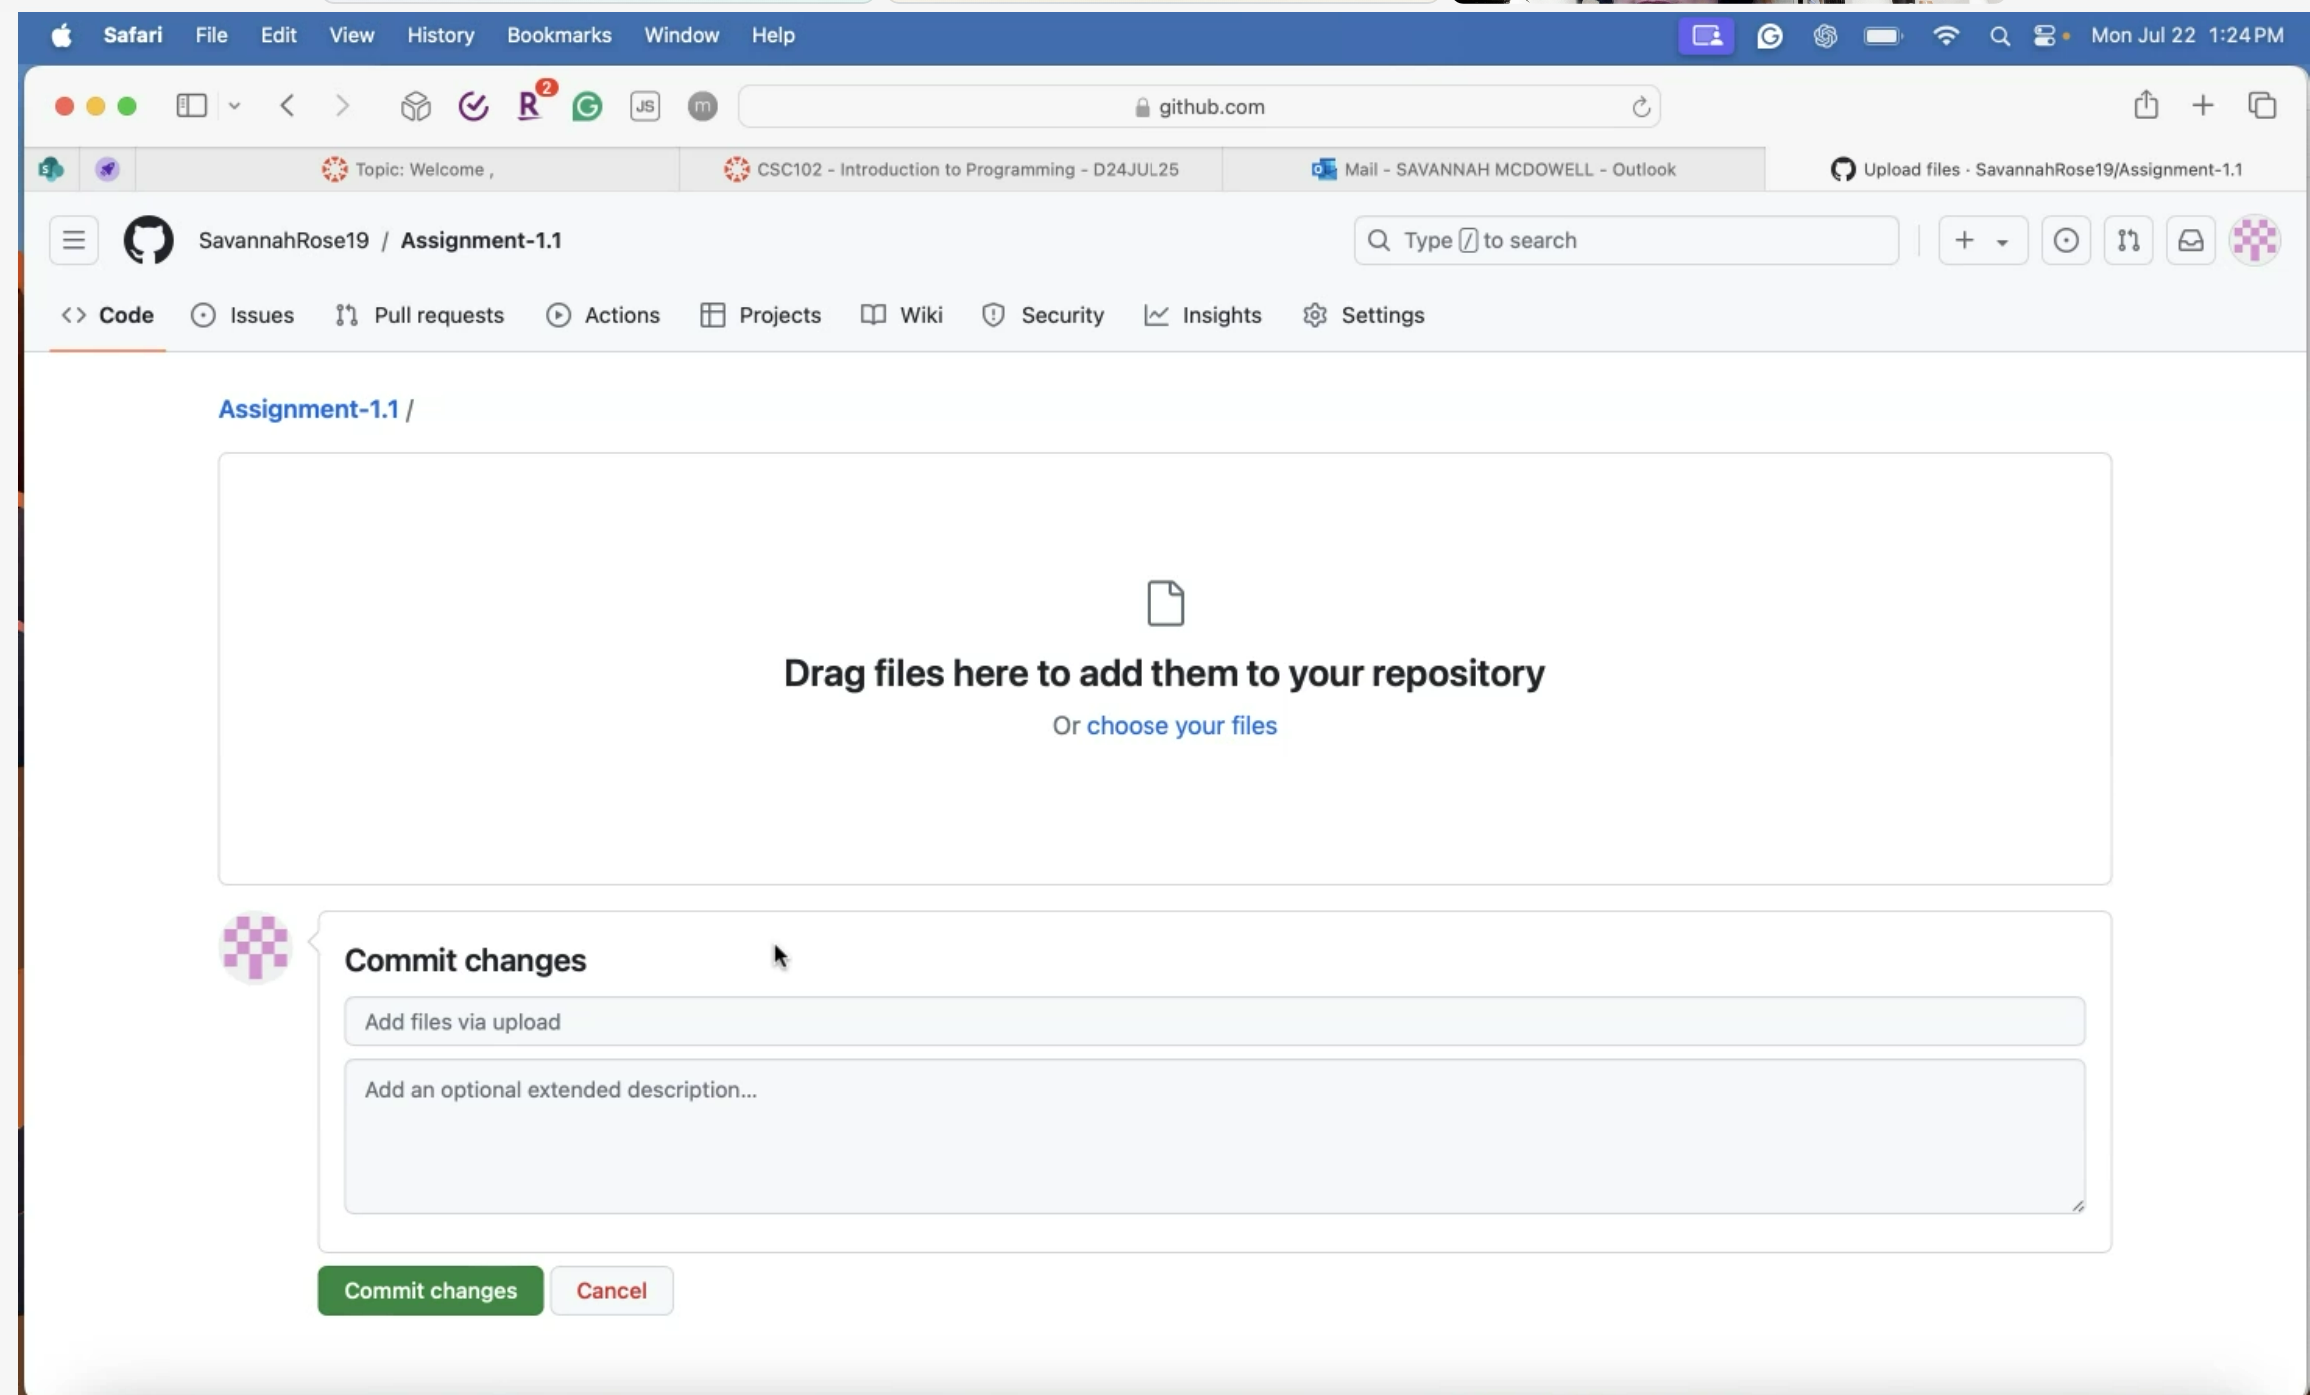 Safari File Edit View History Bookmarks Window Help Mon Jul 22 1:24 PM
R 2 JS m github.com
S Topic: Welcome , CSC102 - Introduction to Programming - D24JUL25 Mail - SAVANNAH MCDOWELL - Outlook Upload files · SavannahRose19/Assignment-1.1
SavannahRose19 / Assignment-1.1 Type / to search
Code Issues Pull requests Actions Projects Wiki Security Insights Settings
Assignment-1.1 /
Drag files here to add them to your repository
Or choose your files
Commit changes
Add files via upload
Add an optional extended description...
Commit changes Cancel